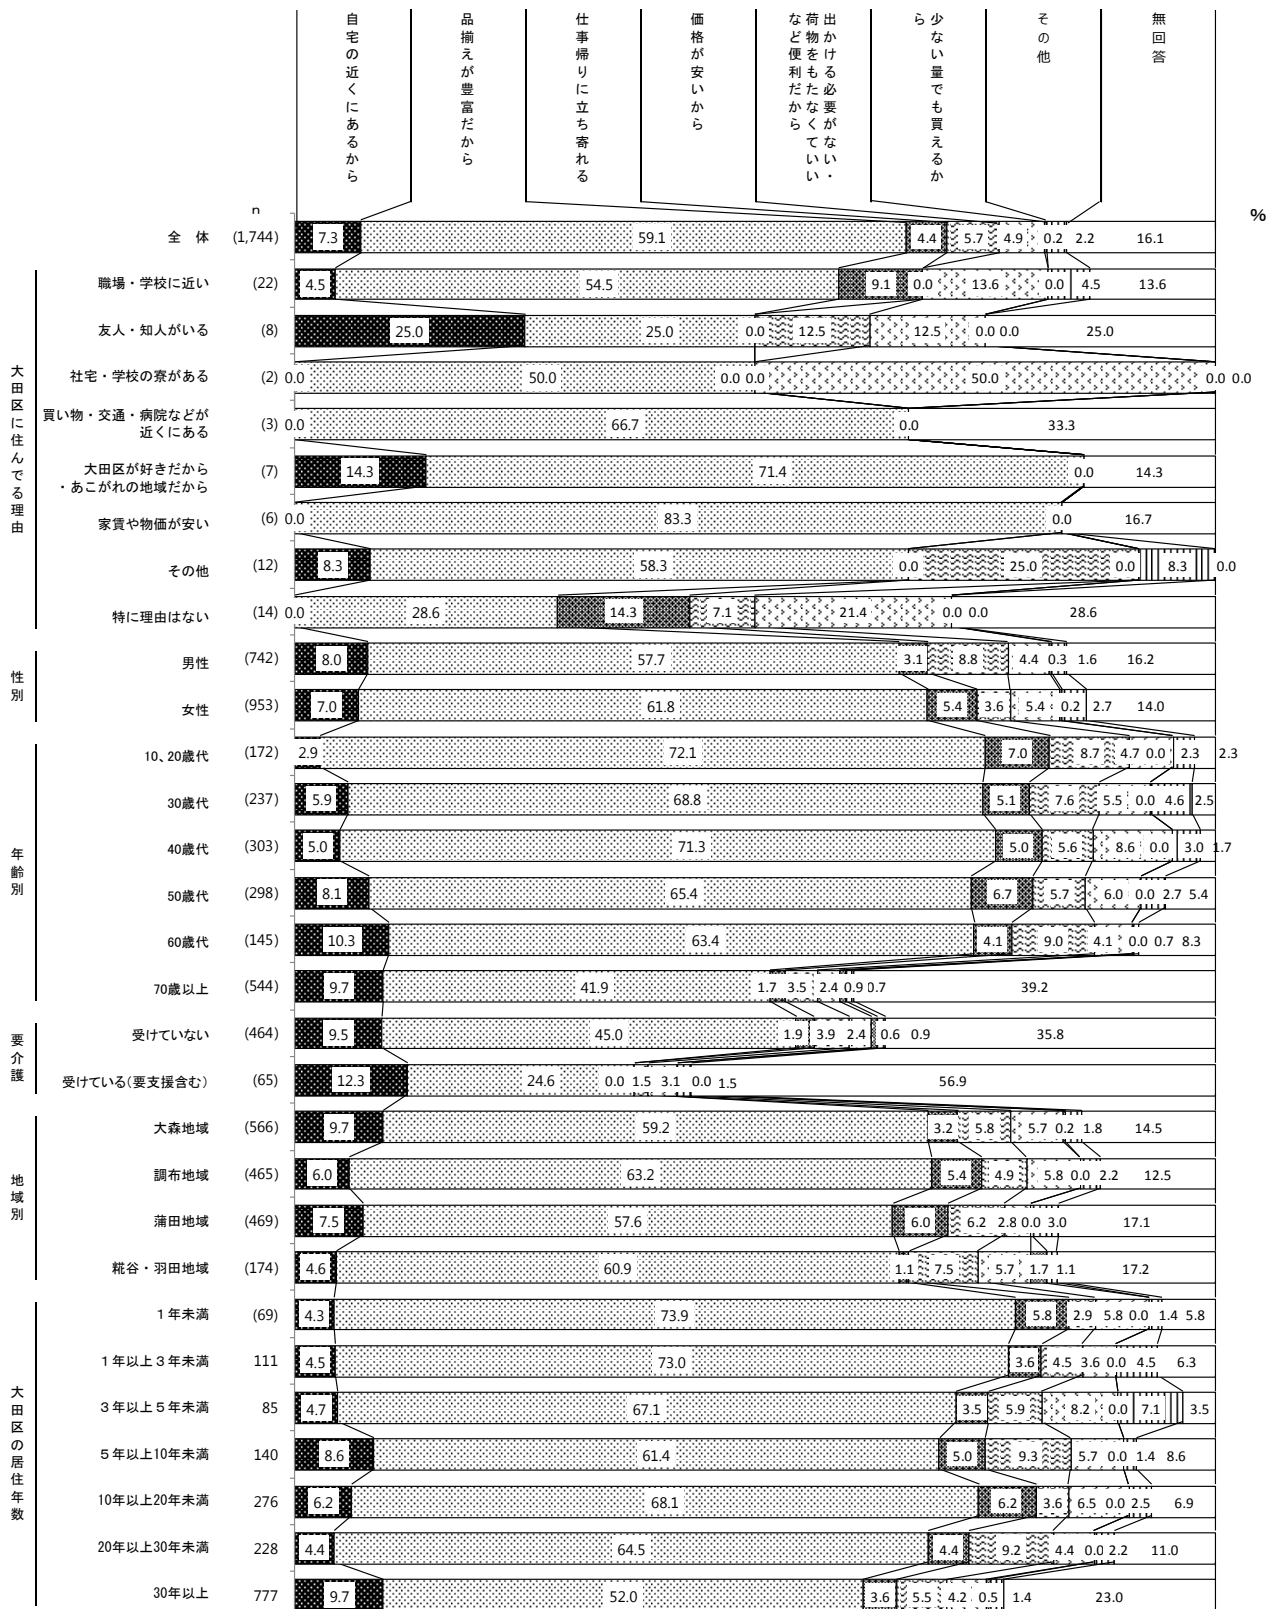 自宅の近くにあるから
品揃えが豊富だから
仕事帰りに立ち寄れる
価格が安いから
出かける必要がない・
荷物をもたなくていい
など便利だから
少ない量でも買えるか
ら
その他
無回答
n
%
全　体 (1,744) 7.3 59.1 4.4 5.7 4.9 0.2 2.2 16.1
大田区に住んでる理由
職場・学校に近い (22) 4.5 54.5 9.1 0.0 13.6 0.0 4.5 13.6
友人・知人がいる (8) 25.0 25.0 0.0 12.5 12.5 0.0 0.0 25.0
社宅・学校の寮がある (2) 0.0 50.0 0.0 0.0 50.0 0.0 0.0
買い物・交通・病院などが
近くにある (3) 0.0 66.7 0.0 33.3
大田区が好きだから
・あこがれの地域だから (7) 14.3 71.4 0.0 14.3
家賃や物価が安い (6) 0.0 83.3 0.0 16.7
その他 (12) 8.3 58.3 0.0 25.0 0.0 8.3 0.0
特に理由はない (14) 0.0 28.6 14.3 7.1 21.4 0.0 0.0 28.6
性別
男性 (742) 8.0 57.7 3.1 8.8 4.4 0.3 1.6 16.2
女性 (953) 7.0 61.8 5.4 3.6 5.4 0.2 2.7 14.0
年齢別
10、20歳代 (172) 2.9 72.1 7.0 8.7 4.7 0.0 2.3 2.3
30歳代 (237) 5.9 68.8 5.1 7.6 5.5 0.0 4.6 2.5
40歳代 (303) 5.0 71.3 5.0 5.6 8.6 0.0 3.0 1.7
50歳代 (298) 8.1 65.4 6.7 5.7 6.0 0.0 2.7 5.4
60歳代 (145) 10.3 63.4 4.1 9.0 4.1 0.0 0.7 8.3
70歳以上 (544) 9.7 41.9 1.7 3.5 2.4 0.9 0.7 39.2
要介護
受けていない (464) 9.5 45.0 1.9 3.9 2.4 0.6 0.9 35.8
受けている（要支援含む） (65) 12.3 24.6 0.0 1.5 3.1 0.0 1.5 56.9
地域別
大森地域 (566) 9.7 59.2 3.2 5.8 5.7 0.2 1.8 14.5
調布地域 (465) 6.0 63.2 5.4 4.9 5.8 0.0 2.2 12.5
蒲田地域 (469) 7.5 57.6 6.0 6.2 2.8 0.0 3.0 17.1
糀谷・羽田地域 (174) 4.6 60.9 1.1 7.5 5.7 1.7 1.1 17.2
大田区の居住年数
１年未満 (69) 4.3 73.9 5.8 2.9 5.8 0.0 1.4 5.8
１年以上３年未満 111 4.5 73.0 3.6 4.5 3.6 0.0 4.5 6.3
３年以上５年未満 85 4.7 67.1 3.5 5.9 8.2 0.0 7.1 3.5
５年以上10年未満 140 8.6 61.4 5.0 9.3 5.7 0.0 1.4 8.6
10年以上20年未満 276 6.2 68.1 6.2 3.6 6.5 0.0 2.5 6.9
20年以上30年未満 228 4.4 64.5 4.4 9.2 4.4 0.0 2.2 11.0
30年以上 777 9.7 52.0 3.6 5.5 4.2 0.5 1.4 23.0